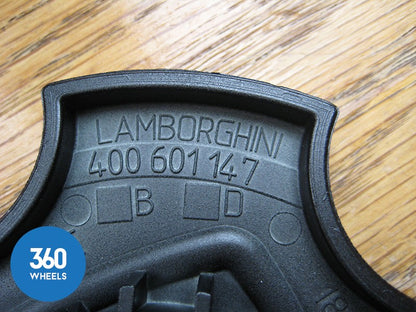 LAMBORGHINI
400 601 147
B D
360
WHEELS